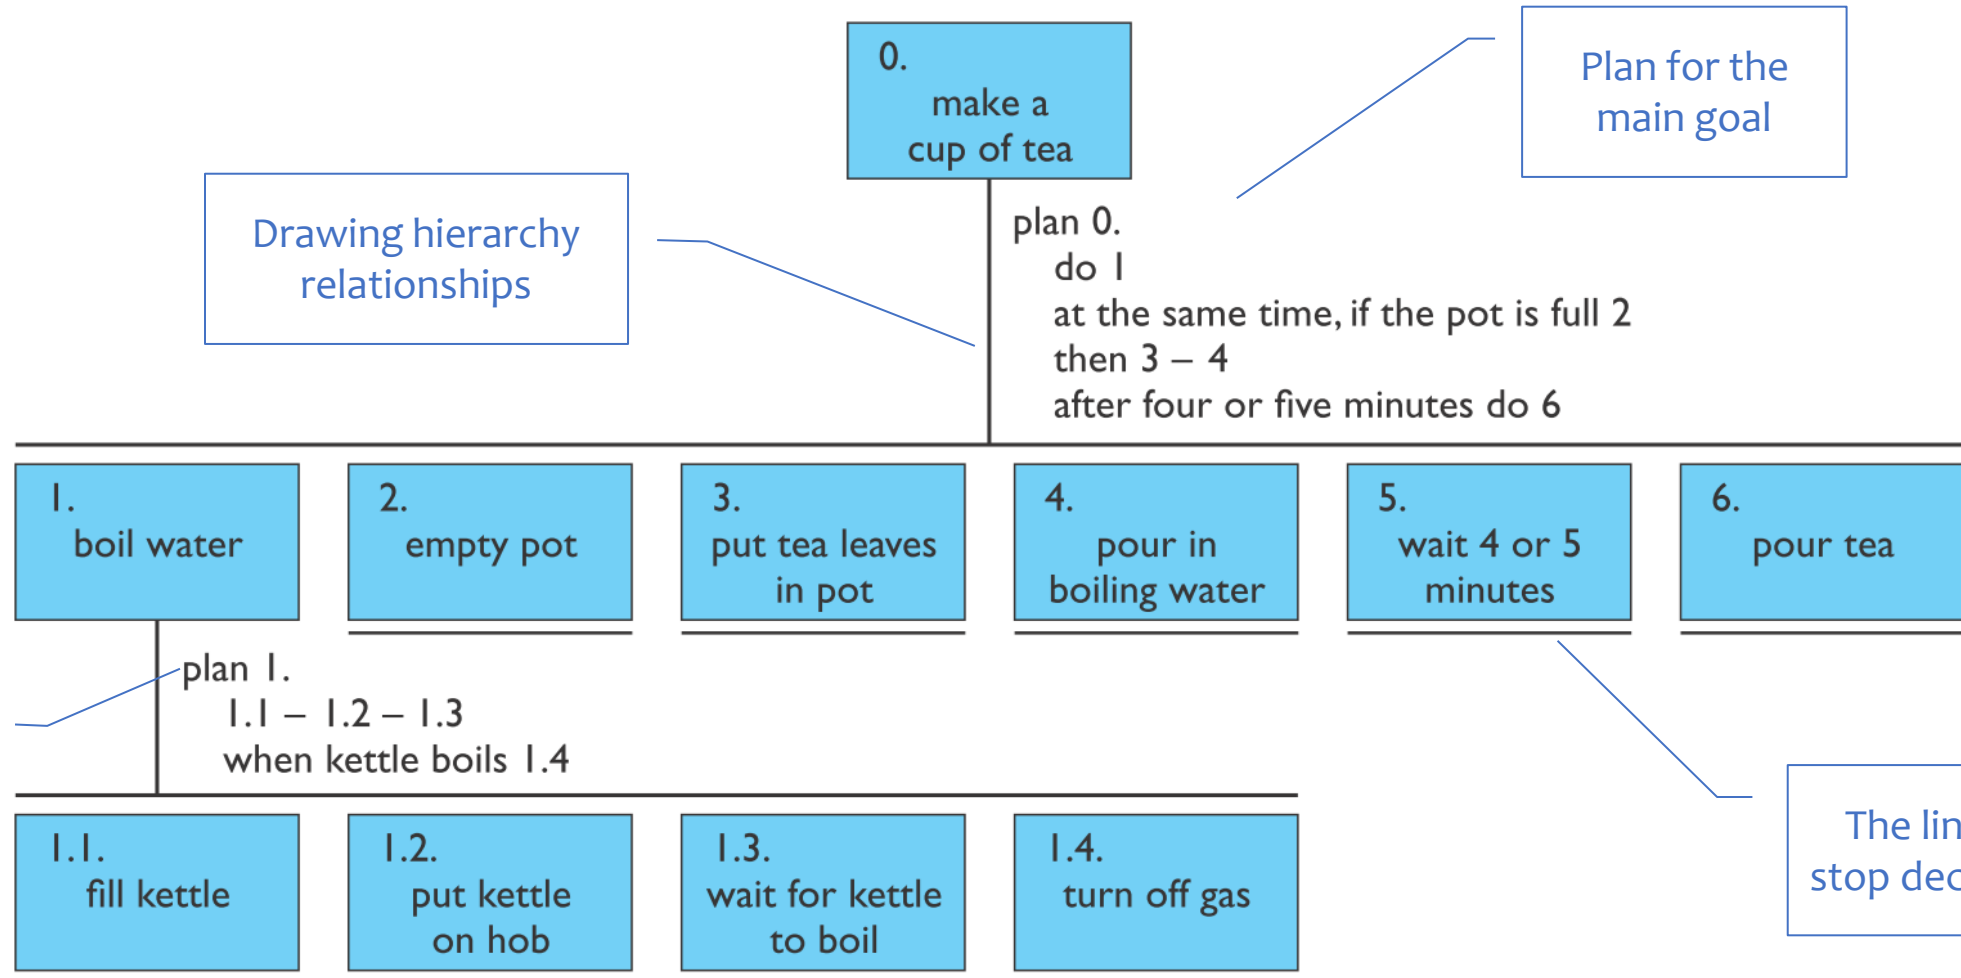 0.
make a
cup of tea
Plan for the
main goal
Drawing hierarchy
relationships
plan 0.
do 1
at the same time, if the pot is full 2
then 3 – 4
after four or five minutes do 6
1.
boil water
2.
empty pot
3.
put tea leaves
in pot
4.
pour in
boiling water
5.
wait 4 or 5
minutes
6.
pour tea
plan 1.
1.1 – 1.2 – 1.3
when kettle boils 1.4
The
stop
1.1.
fill kettle
1.2.
put kettle
on hob
1.3.
wait for kettle
to boil
1.4.
turn off gas